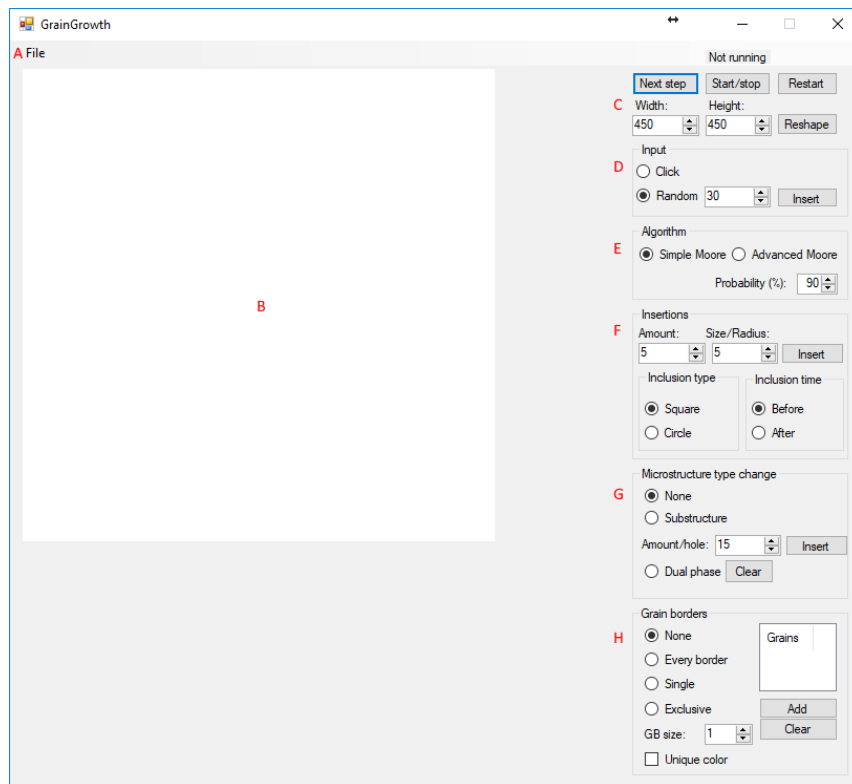 GrainGrowth
A File
Not running
Next step Start/stop Restart
C Width: Height:
450 450 Reshape
Input
D Click
Random 30 Insert
Algorithm
E Simple Moore Advanced Moore
Probability (%): 90
B
Insertions
F Amount: Size/Radius:
5 5 Insert
Inclusion type Inclusion time
Square Before
Circle After
Microstructure type change
G None
Substructure
Amount/hole: 15 Insert
Dual phase Clear
Grain borders
H None Grains
Every border
Single
Exclusive Add
GB size: 1 Clear
Unique color